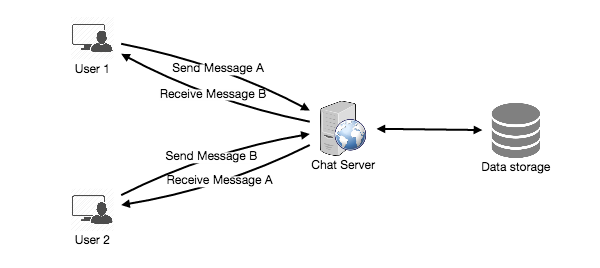 User 1
Send Message A
Receive Message B
Chat Server
Data storage
Send Message B
Receive Message A
User 2